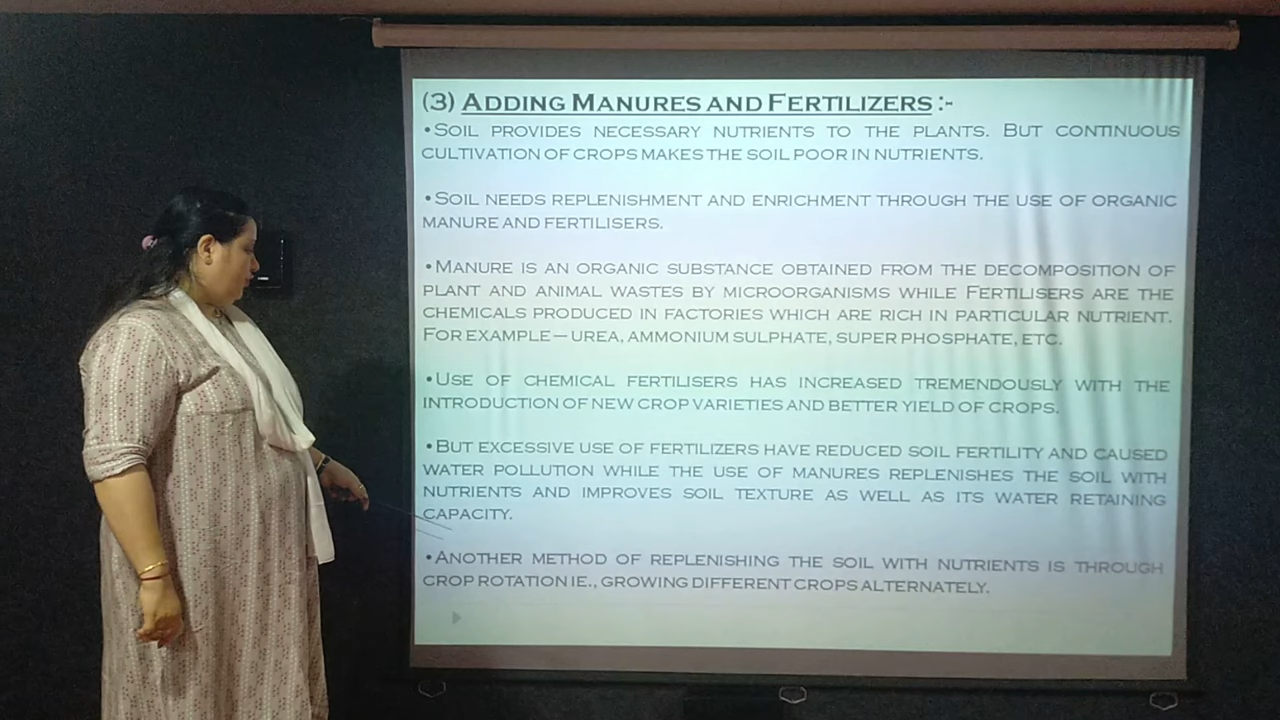 (3) ADDING MANURES AND FERTILIZERS :-
•SOIL PROVIDES NECESSARY NUTRIENTS TO THE PLANTS. BUT CONTINUOUS
CULTIVATION OF CROPS MAKES THE SOIL POOR IN NUTRIENTS.
•SOIL NEEDS REPLENISHMENT AND ENRICHMENT THROUGH THE USE OF ORGANIC
MANURE AND FERTILISERS.
•MANURE IS AN ORGANIC SUBSTANCE OBTAINED FROM THE DECOMPOSITION OF
PLANT AND ANIMAL WASTES BY MICROORGANISMS WHILE FERTILISERS ARE THE
CHEMICALS PRODUCED IN FACTORIES WHICH ARE RICH IN PARTICULAR NUTRIENT.
FOR EXAMPLE – UREA, AMMONIUM SULPHATE, SUPER PHOSPHATE, ETC.
•USE OF CHEMICAL FERTILISERS HAS INCREASED TREMENDOUSLY WITH THE
INTRODUCTION OF NEW CROP VARIETIES AND BETTER YIELD OF CROPS.
•BUT EXCESSIVE USE OF FERTILIZERS HAVE REDUCED SOIL FERTILITY AND CAUSED
WATER POLLUTION WHILE THE USE OF MANURES REPLENISHES THE SOIL WITH
NUTRIENTS AND IMPROVES SOIL TEXTURE AS WELL AS ITS WATER RETAINING
CAPACITY.
•ANOTHER METHOD OF REPLENISHING THE SOIL WITH NUTRIENTS IS THROUGH
CROP ROTATION IE., GROWING DIFFERENT CROPS ALTERNATELY.